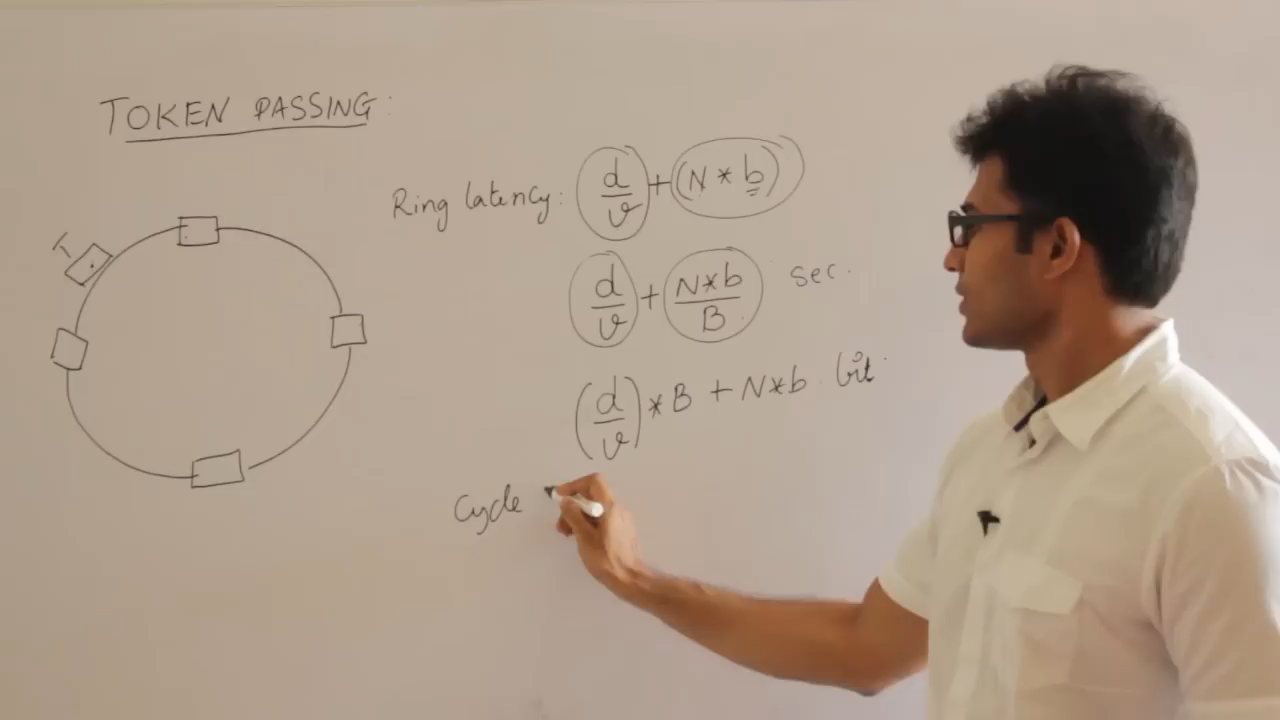 TOKEN PASSING:
T
Ring latency: d/v + (N * b)
d/v + N*b/B sec.
(d/v) * B + N*b. bit.
Cycle